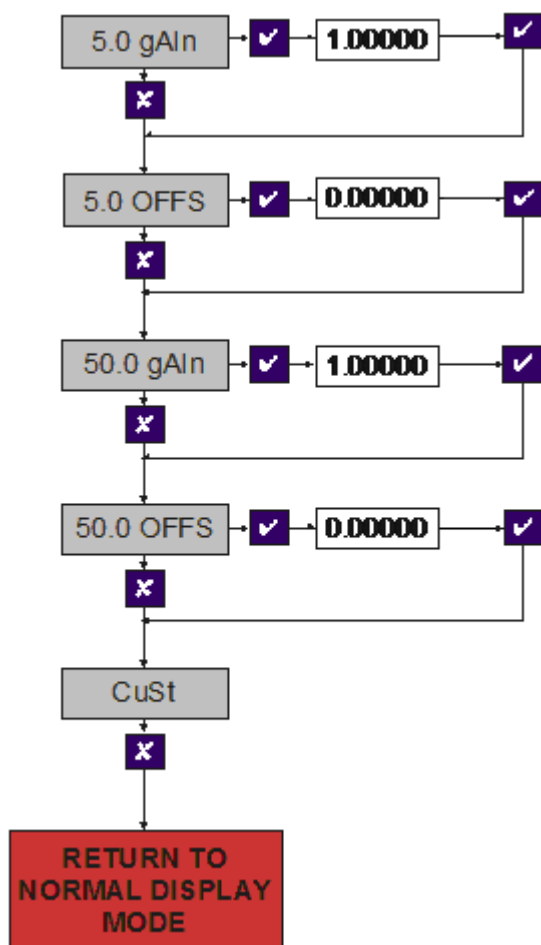 5.0 gAIn
1.00000
5.0 OFFS
0.00000
50.0 gAIn
1.00000
50.0 OFFS
0.00000
CuSt
RETURN TO
NORMAL DISPLAY
MODE